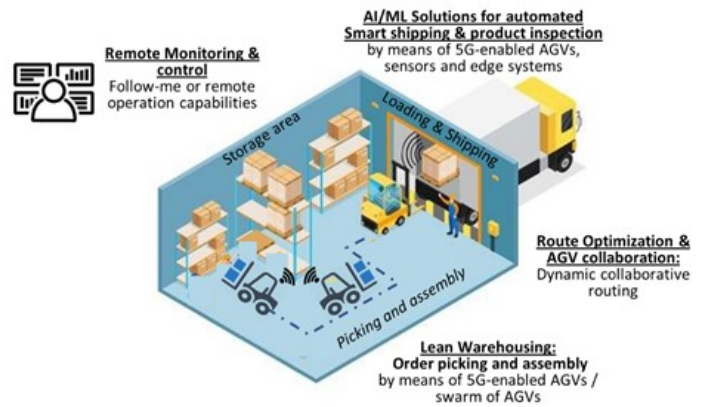 AI/ML Solutions for automated
Smart shipping & product inspection
by means of 5G-enabled AGVs,
sensors and edge systems
Remote Monitoring &
control
Follow-me or remote
operation capabilities
Storage area
Loading & Shipping
Route Optimization &
AGV collaboration:
Dynamic collaborative
routing
Picking and assembly
Lean Warehousing:
Order picking and assembly
by means of 5G-enabled AGVs /
swarm of AGVs